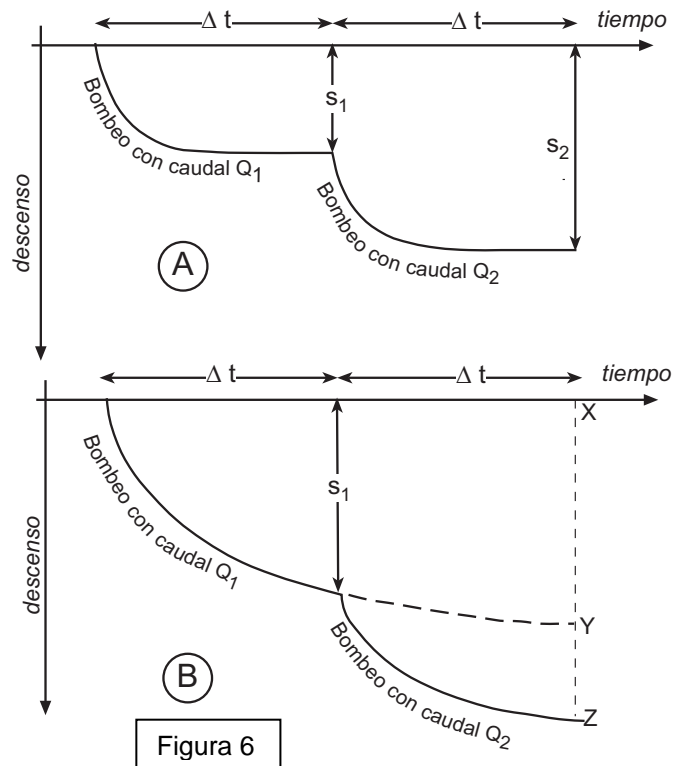 Δ t
Δ t
tiempo
s1
s2
Bombeo con caudal Q1
Bombeo con caudal Q2
descenso
A
Δ t
Δ t
tiempo
X
s1
Bombeo con caudal Q1
descenso
Y
Bombeo con caudal Q2
Z
B
Figura 6